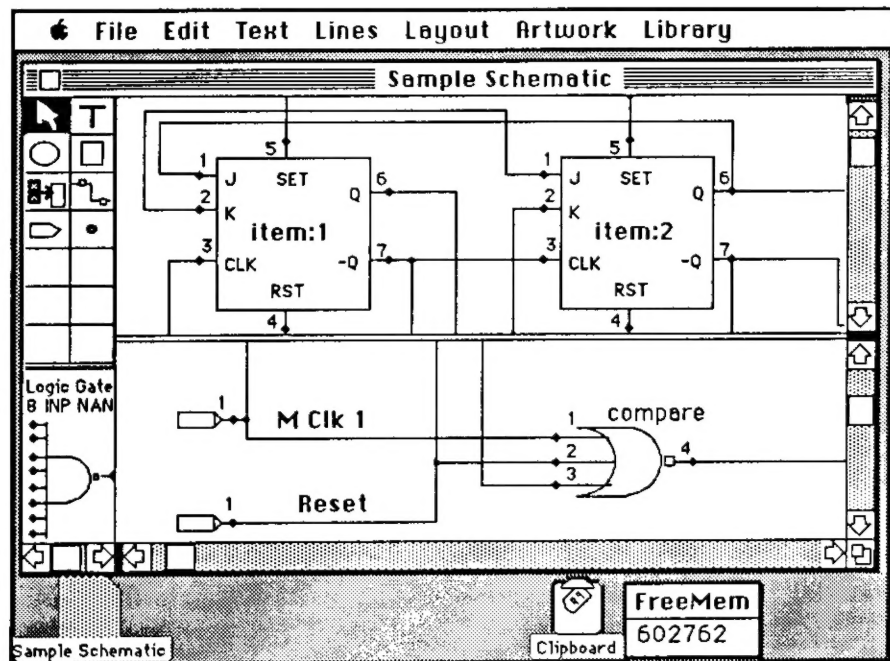 File Edit Text Lines Layout Artwork Library
Sample Schematic
T
5 5
1 J SET 6 1 J SET 6
2 K Q 2 K Q
item:1 item:2
3 CLK -Q 7 3 CLK -Q 7
RST RST
4 4
Logic Gate
8 INP NAN
1 M Clk 1
1 compare
2 4
3
1 Reset
FreeMem
602762
Sample Schematic Clipboard